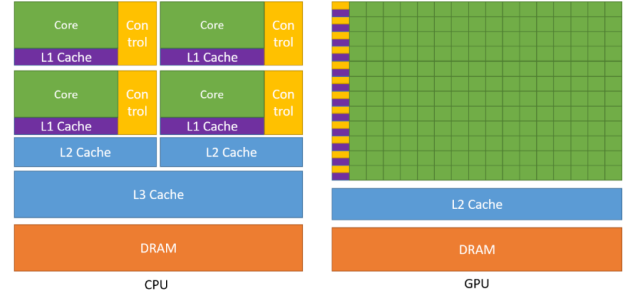 Core
Con
trol
L1 Cache
Core
Con
trol
L1 Cache
Core
Con
trol
L1 Cache
Core
Con
trol
L1 Cache
L2 Cache
L2 Cache
L3 Cache
DRAM
CPU
L2 Cache
DRAM
GPU